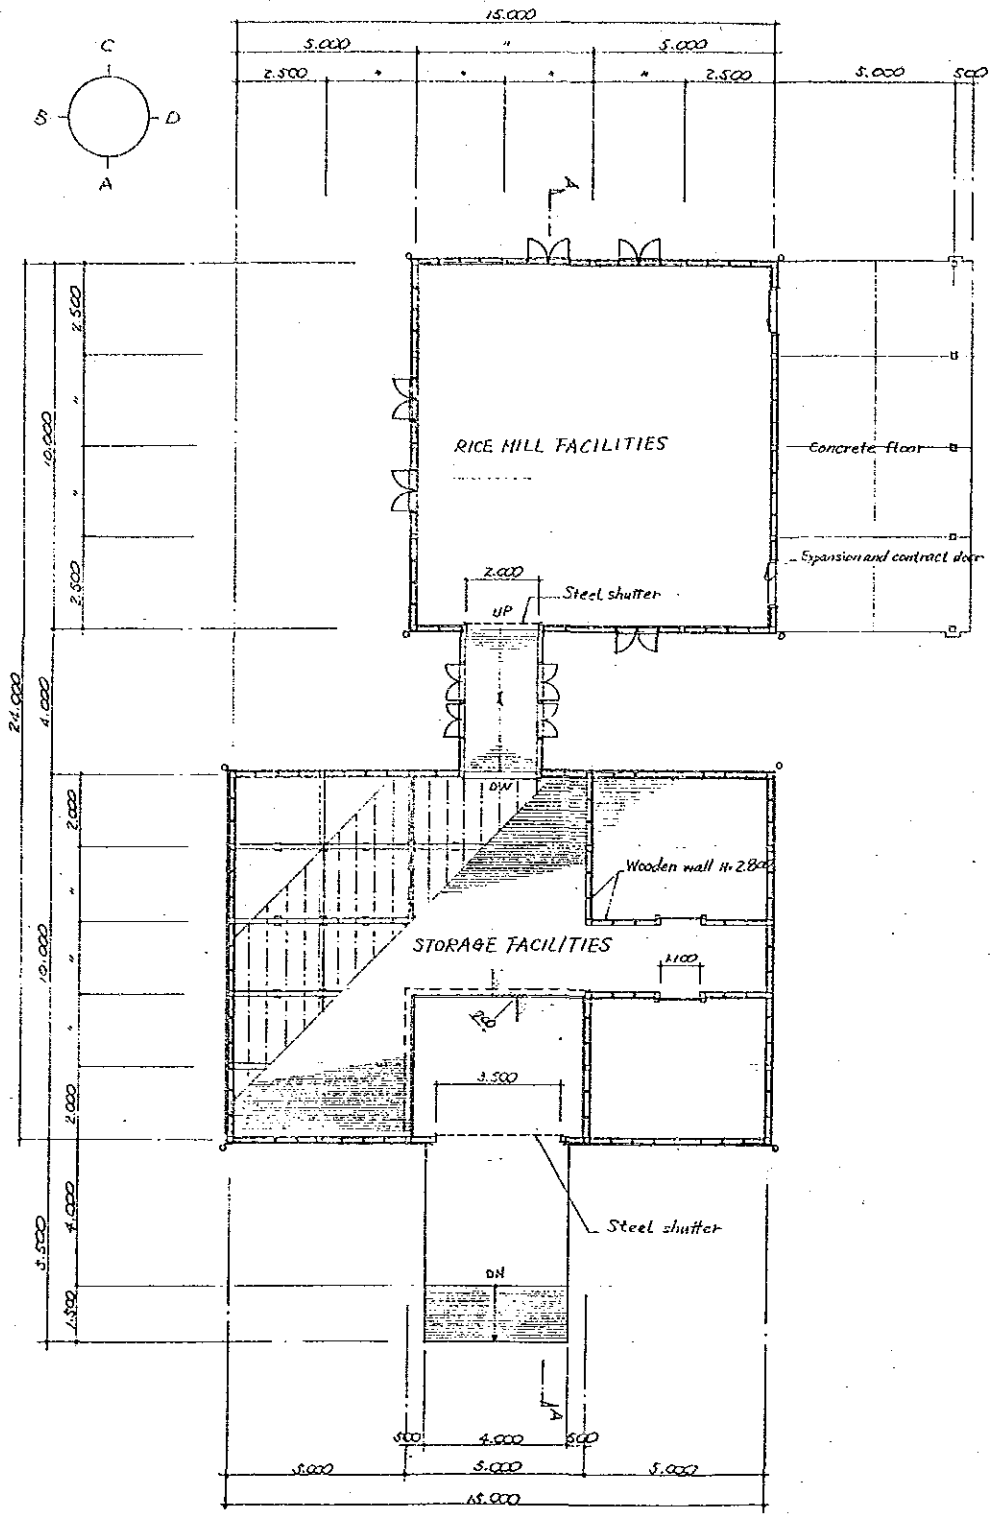 15.000
5.000 " 5.000
2.500 " " " " 2.500 5.000 500
C
B D
A
A
2.500
"
10.000
"
2.500
RICE MILL FACILITIES
Concrete floor
Expansion and contract door
2.000
Steel shutter
UP
24.000
4.000
DN
2.000
"
10.000
"
"
2.000
Wooden wall H=2.800
STORAGE FACILITIES
1.100
200
3.500
Steel shutter
4.000
5.500
1.500
DN
A
500 4.000 500
5.000 5.000 5.000
15.000